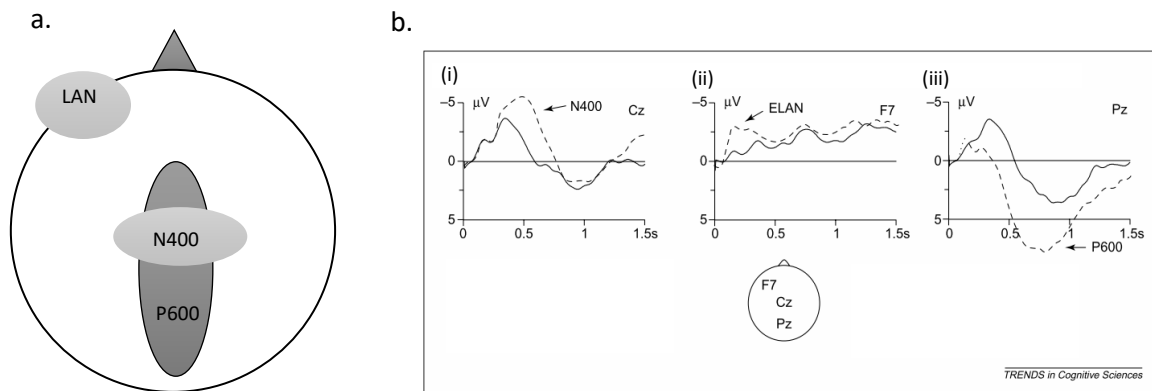 a.
LAN
N400
P600
b.
(i)
−5
µV
N400
Cz
0
5
0 0.5 1 1.5s
(ii)
−5
µV
ELAN
F7
0
5
0 0.5 1 1.5s
(iii)
−5
µV
Pz
0
5
0 0.5 1 1.5s
P600
F7
Cz
Pz
TRENDS in Cognitive Sciences